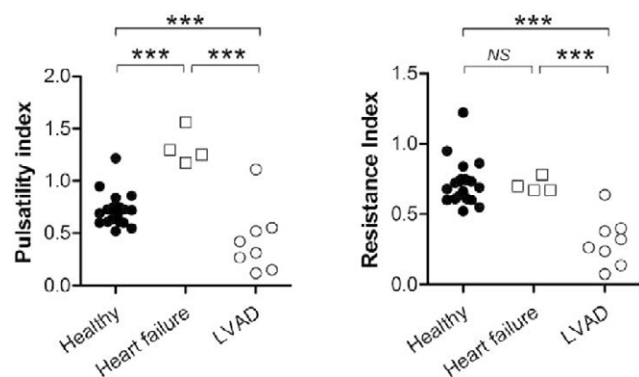 ***
*** ***
Pulsatility index
2.0
1.5
1.0
0.5
0.0
Healthy
Heart failure
LVAD
***
NS ***
Resistance Index
1.5
1.0
0.5
0.0
Healthy
Heart failure
LVAD